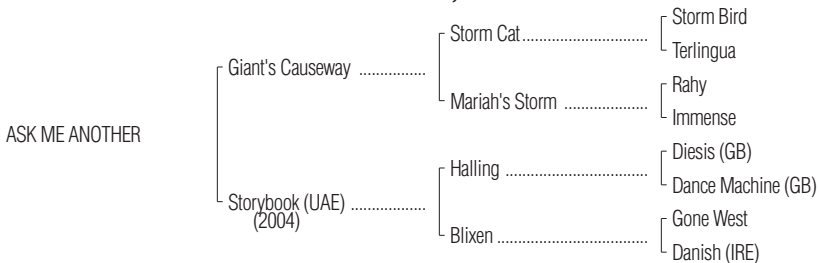 Storm Bird
Storm Cat
Terlingua
Giant's Causeway
Rahy
Mariah's Storm
Immense
ASK ME ANOTHER
Diesis (GB)
Halling
Dance Machine (GB)
Storybook (UAE)
(2004)
Gone West
Blixen
Danish (IRE)